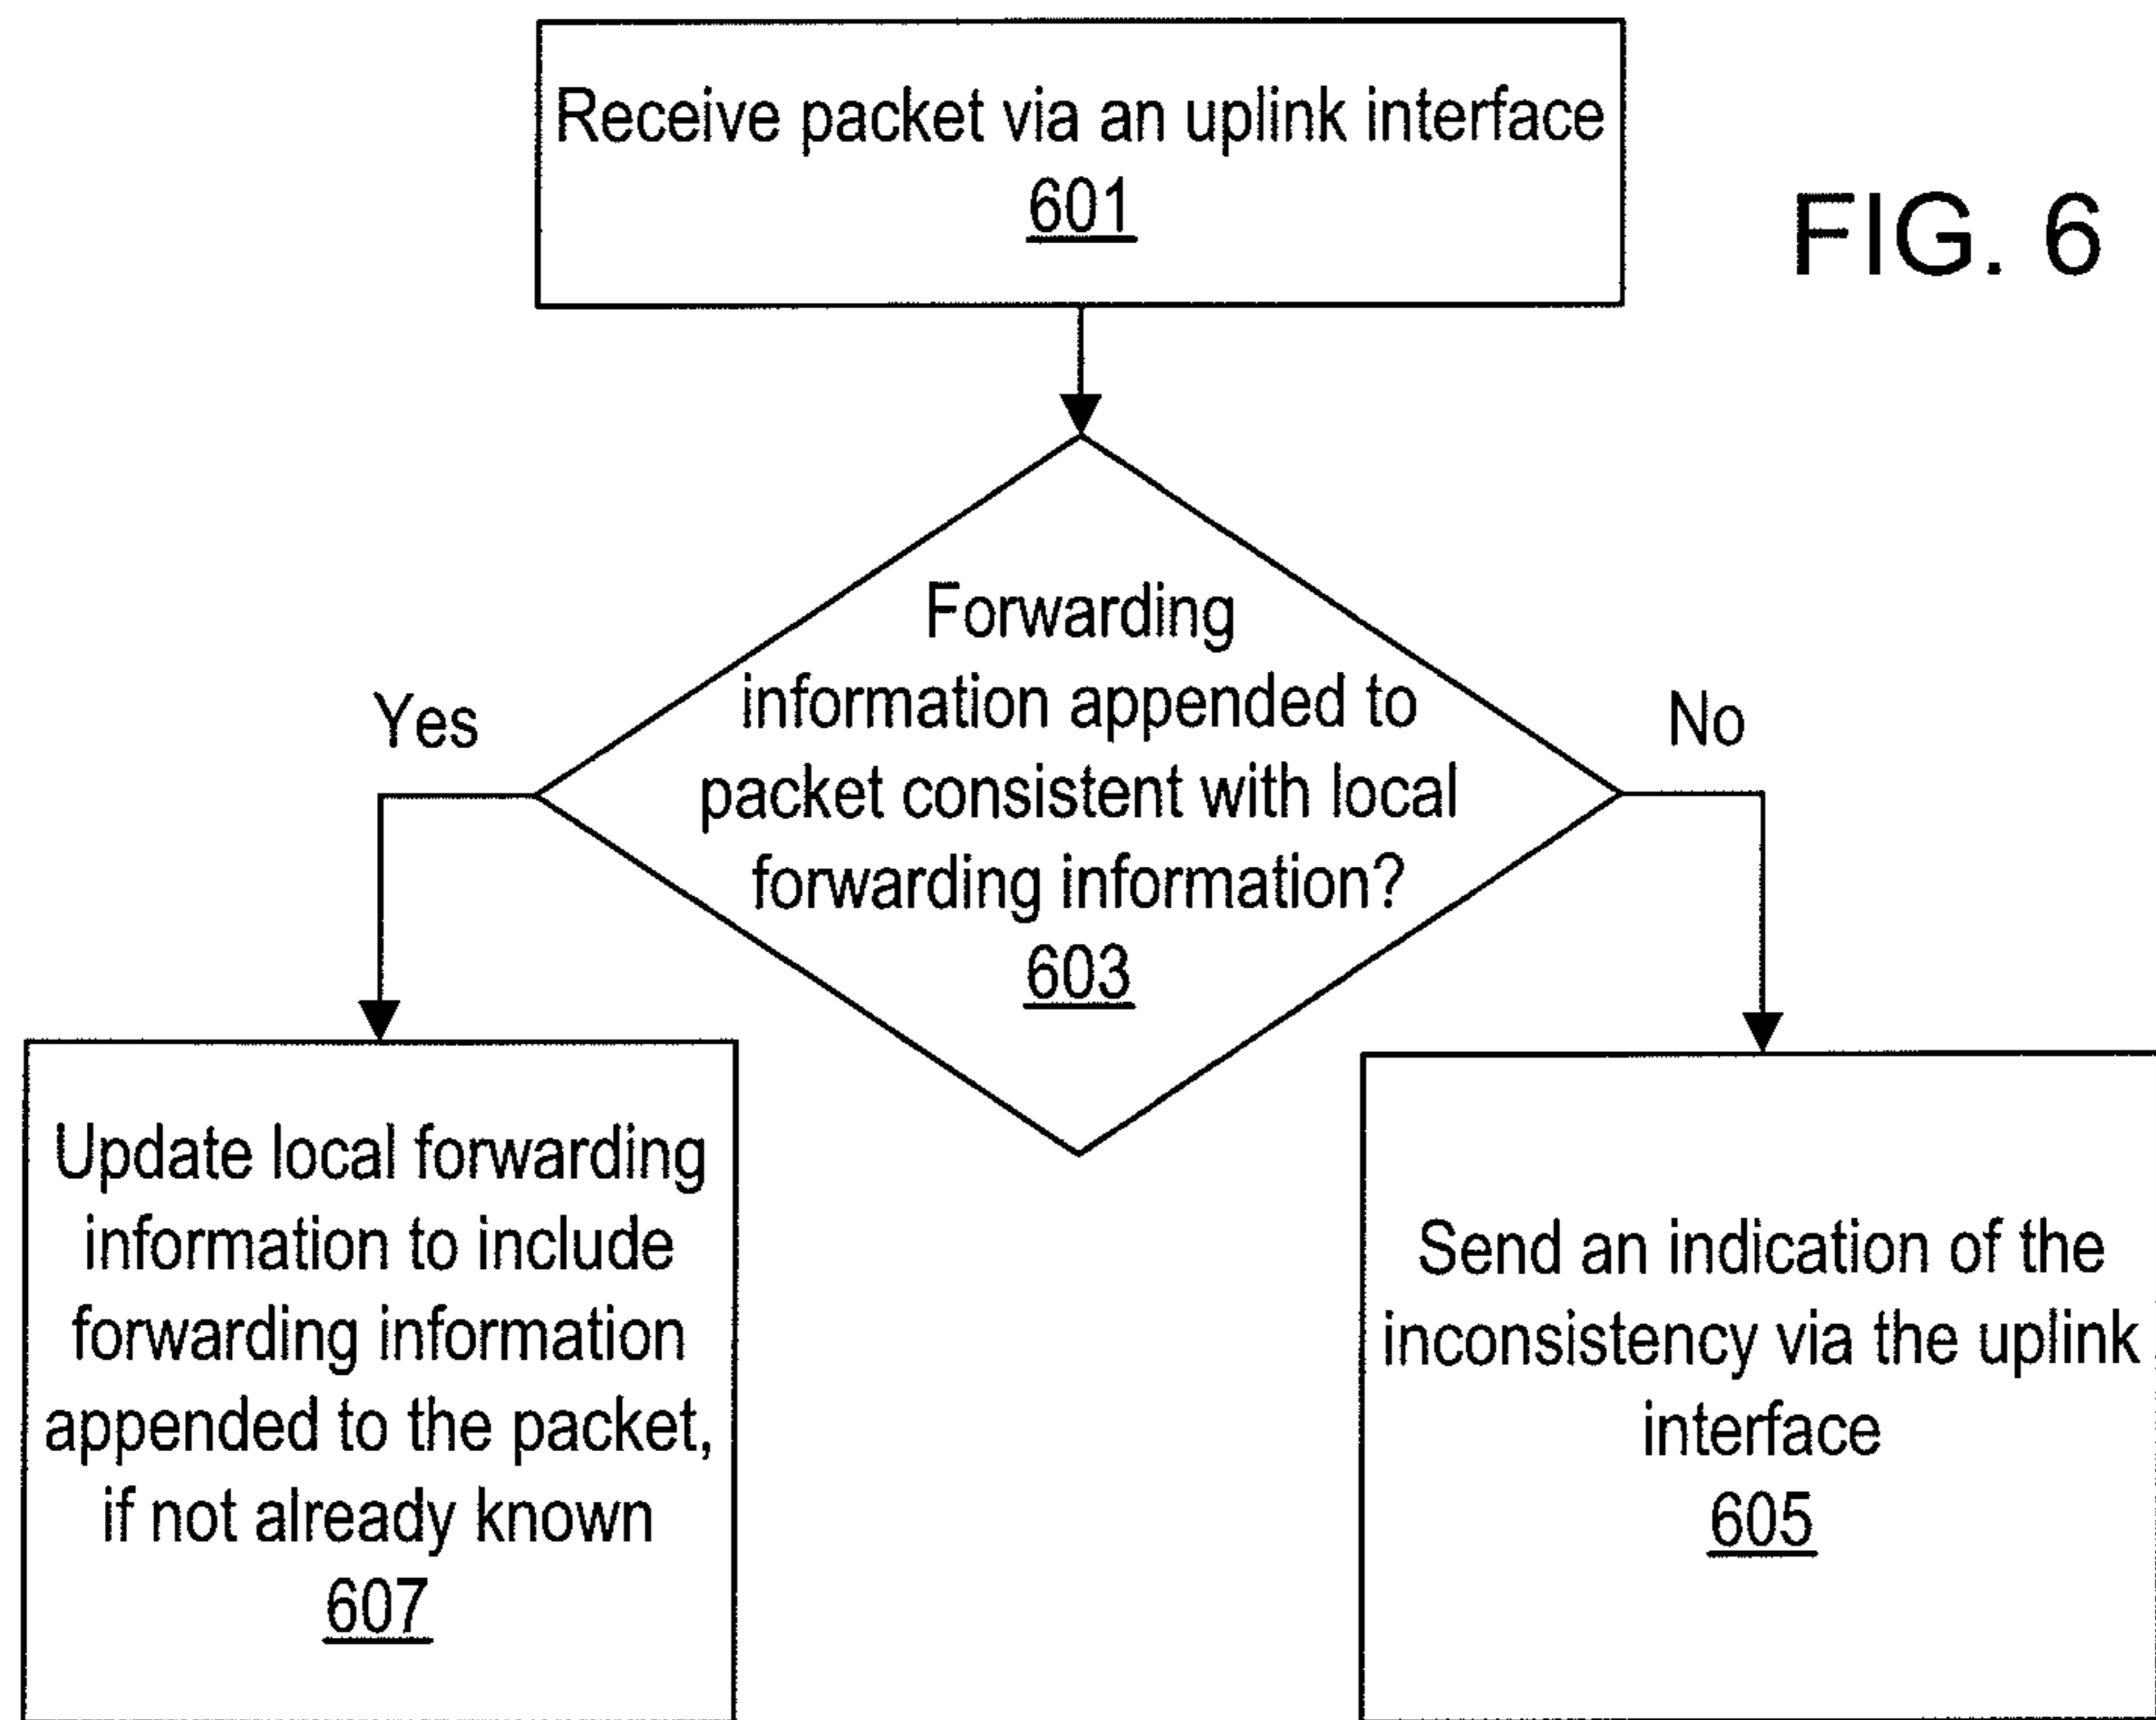 Receive packet via an uplink interface
601
FIG. 6
Forwarding
information appended to
packet consistent with local
forwarding information?
603
Yes
No
Update local forwarding
information to include
forwarding information
appended to the packet,
if not already known
607
Send an indication of the
inconsistency via the uplink
interface
605